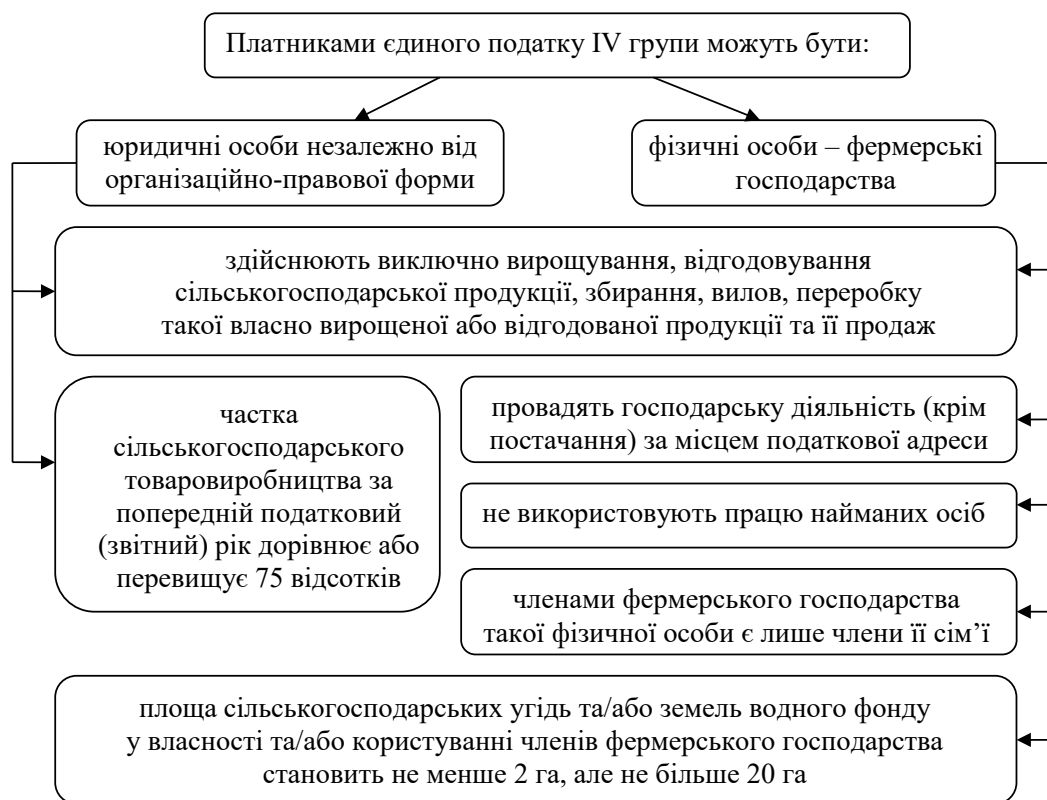 Платниками єдиного податку IV групи можуть бути:
юридичні особи незалежно від
організаційно-правової форми
фізичні особи – фермерські
господарства
здійснюють виключно вирощування, відгодовування
сільськогосподарської продукції, збирання, вилов, переробку
такої власно вирощеної або відгодованої продукції та її продаж
частка
сільськогосподарського
товаровиробництва за
попередній податковий
(звітний) рік дорівнює або
перевищує 75 відсотків
провадять господарську діяльність (крім
постачання) за місцем податкової адреси
не використовують працю найманих осіб
членами фермерського господарства
такої фізичної особи є лише члени її сім’ї
площа сільськогосподарських угідь та/або земель водного фонду
у власності та/або користуванні членів фермерського господарства
становить не менше 2 га, але не більше 20 га